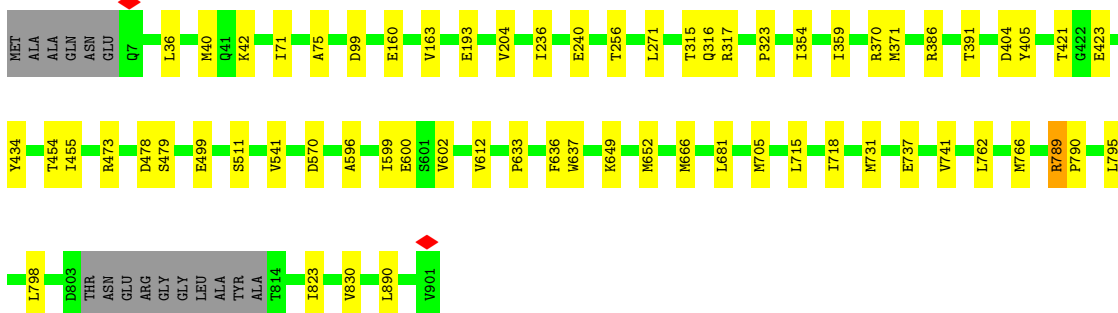 MET ALA ALA GLN ASN GLU Q7 L36 M40 Q41 K42 I71 A75 D99 E160 V163 E193 V204 I236 E240 T256 L271 T315 Q316 R317 P323 I354 I359 R370 M371 R386 T391 D404 Y405 T421 G422 E423
Y434 T454 I455 R473 D478 S479 E499 S511 V541 D570 A596 I599 E600 S601 V602 V612 P633 F636 W637 K649 M652 M666 L681 M705 L715 I718 M731 E737 V741 L762 M766 R789 P790 L795
L798 D803 THR ASN GLU ARG GLY GLY LEU ALA TYR ALA T814 I823 V830 L890 V901